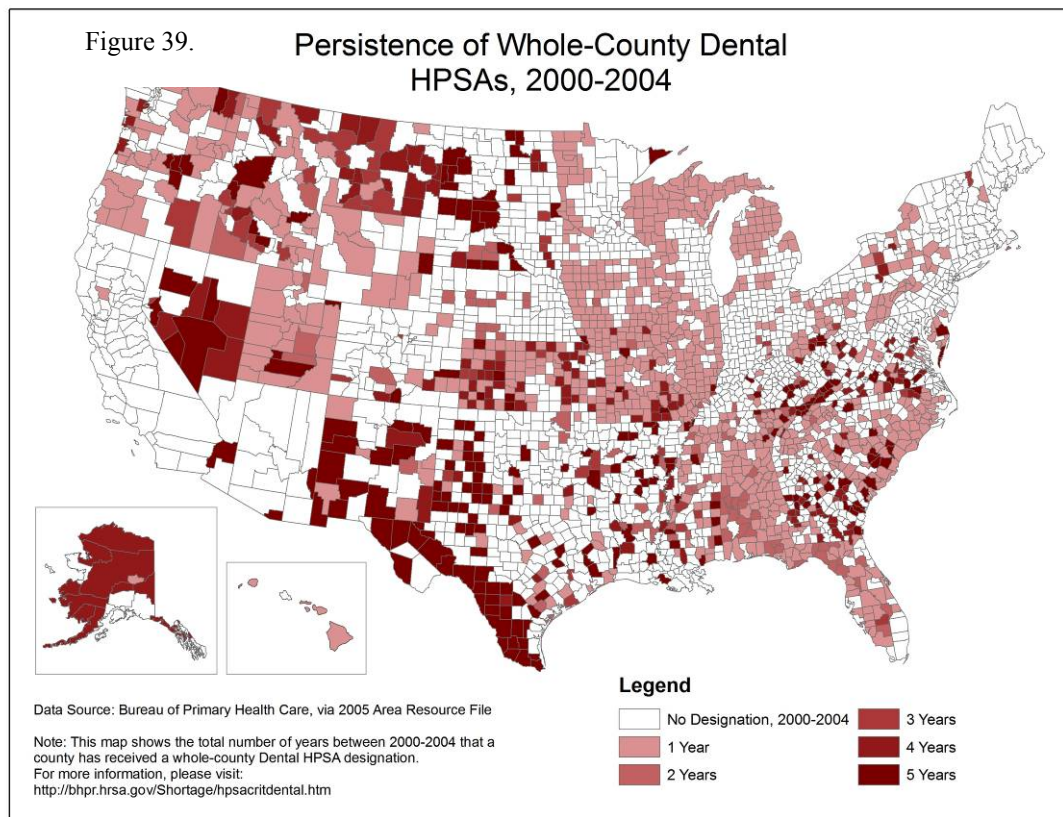 Figure 39.
Persistence of Whole-County Dental
HPSAs, 2000-2004
Data Source: Bureau of Primary Health Care, via 2005 Area Resource File
Note: This map shows the total number of years between 2000-2004 that a
county has received a whole-county Dental HPSA designation.
For more information, please visit:
http://bhpr.hrsa.gov/Shortage/hpsacritdental.htm
Legend
No Designation, 2000-2004
1 Year
2 Years
3 Years
4 Years
5 Years